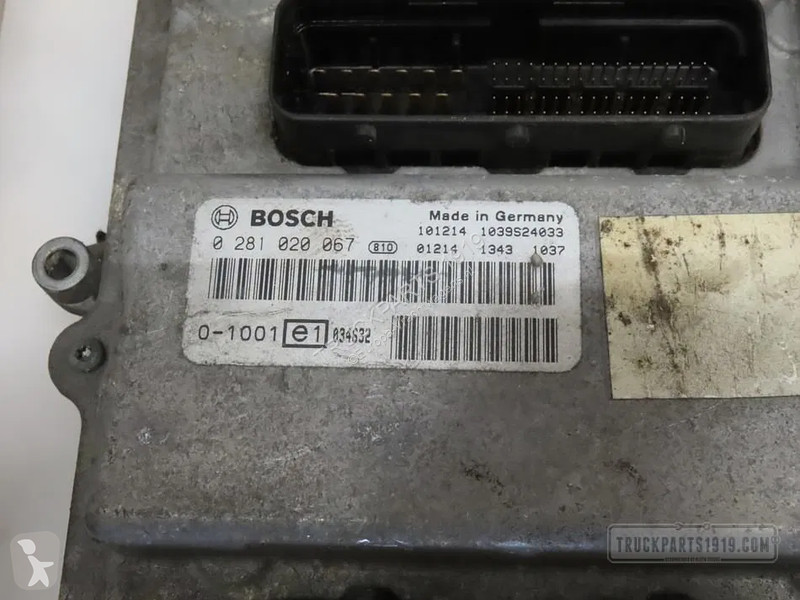 BOSCH
Made in Germany
101214 1039S24033
0 281 020 067 810 01214 1343 1037
0-1001 e1 034632
TRUCKPARTS1919.COM